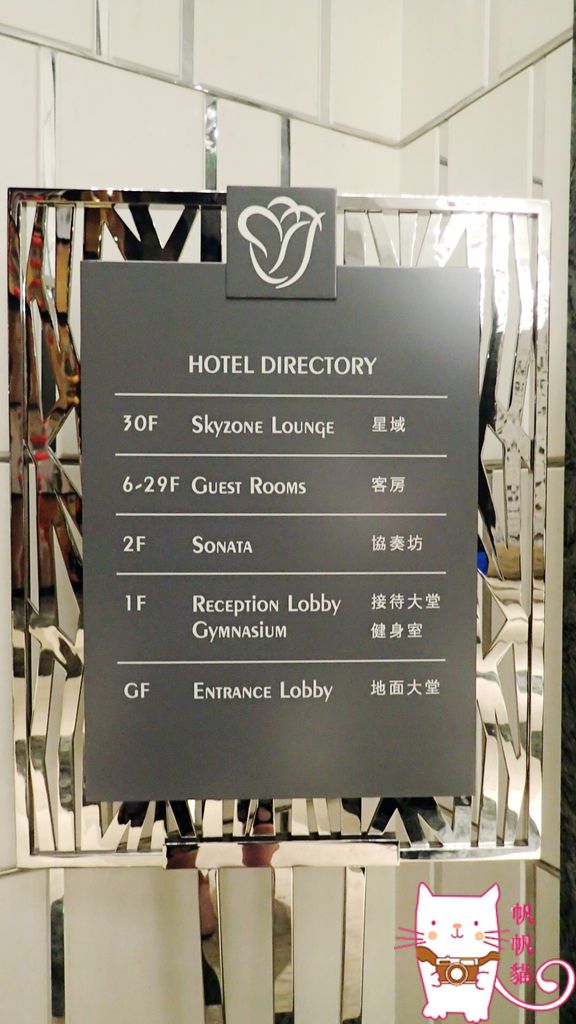 HOTEL DIRECTORY
30F SKYZONE LOUNGE 星域
6-29F GUEST ROOMS 客房
2F SONATA 協奏坊
1F RECEPTION LOBBY 接待大堂
GYMNASIUM 健身室
GF ENTRANCE LOBBY 地面大堂
帆帆貓